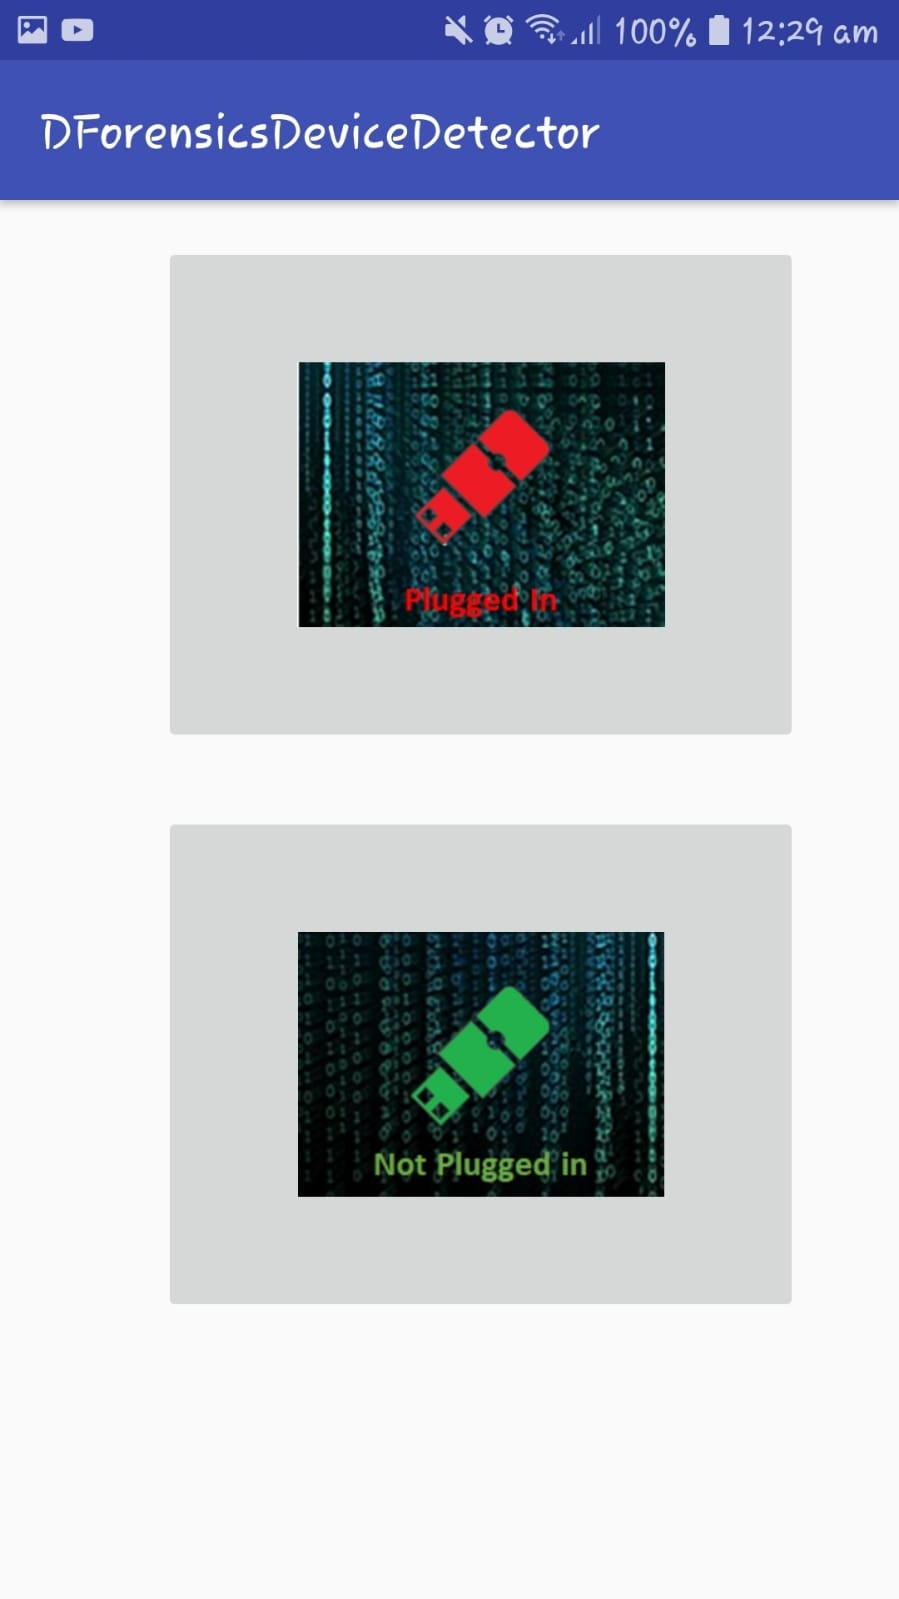 100% 12:29 am
DForensicsDeviceDetector
Plugged In
Not Plugged in